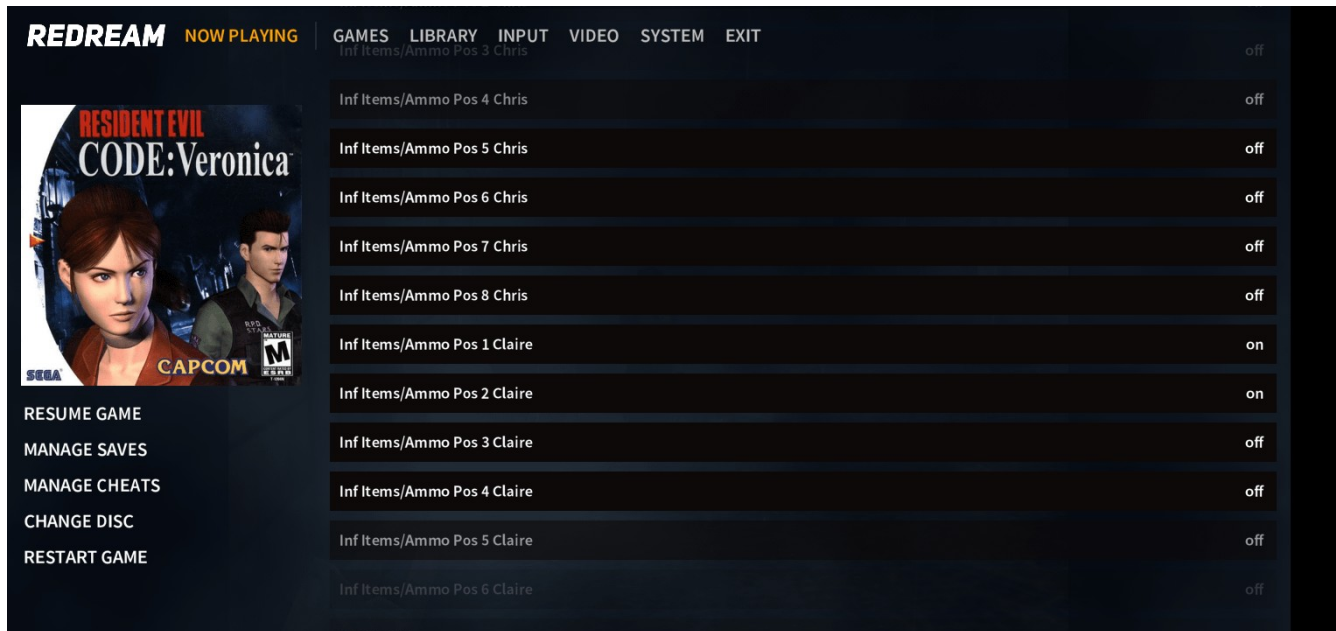 REDREAM NOW PLAYING GAMES LIBRARY INPUT VIDEO SYSTEM EXIT
Inf Items/Ammo Pos 3 Chris off
Inf Items/Ammo Pos 4 Chris off
Inf Items/Ammo Pos 5 Chris off
Inf Items/Ammo Pos 6 Chris off
Inf Items/Ammo Pos 7 Chris off
Inf Items/Ammo Pos 8 Chris off
Inf Items/Ammo Pos 1 Claire on
Inf Items/Ammo Pos 2 Claire on
Inf Items/Ammo Pos 3 Claire off
Inf Items/Ammo Pos 4 Claire off
Inf Items/Ammo Pos 5 Claire off
Inf Items/Ammo Pos 6 Claire off
RESIDENT EVIL
CODE:Veronica
R.P.D.
STARS
MATURE
M
ESRB
SEGA
CAPCOM
RESUME GAME
MANAGE SAVES
MANAGE CHEATS
CHANGE DISC
RESTART GAME